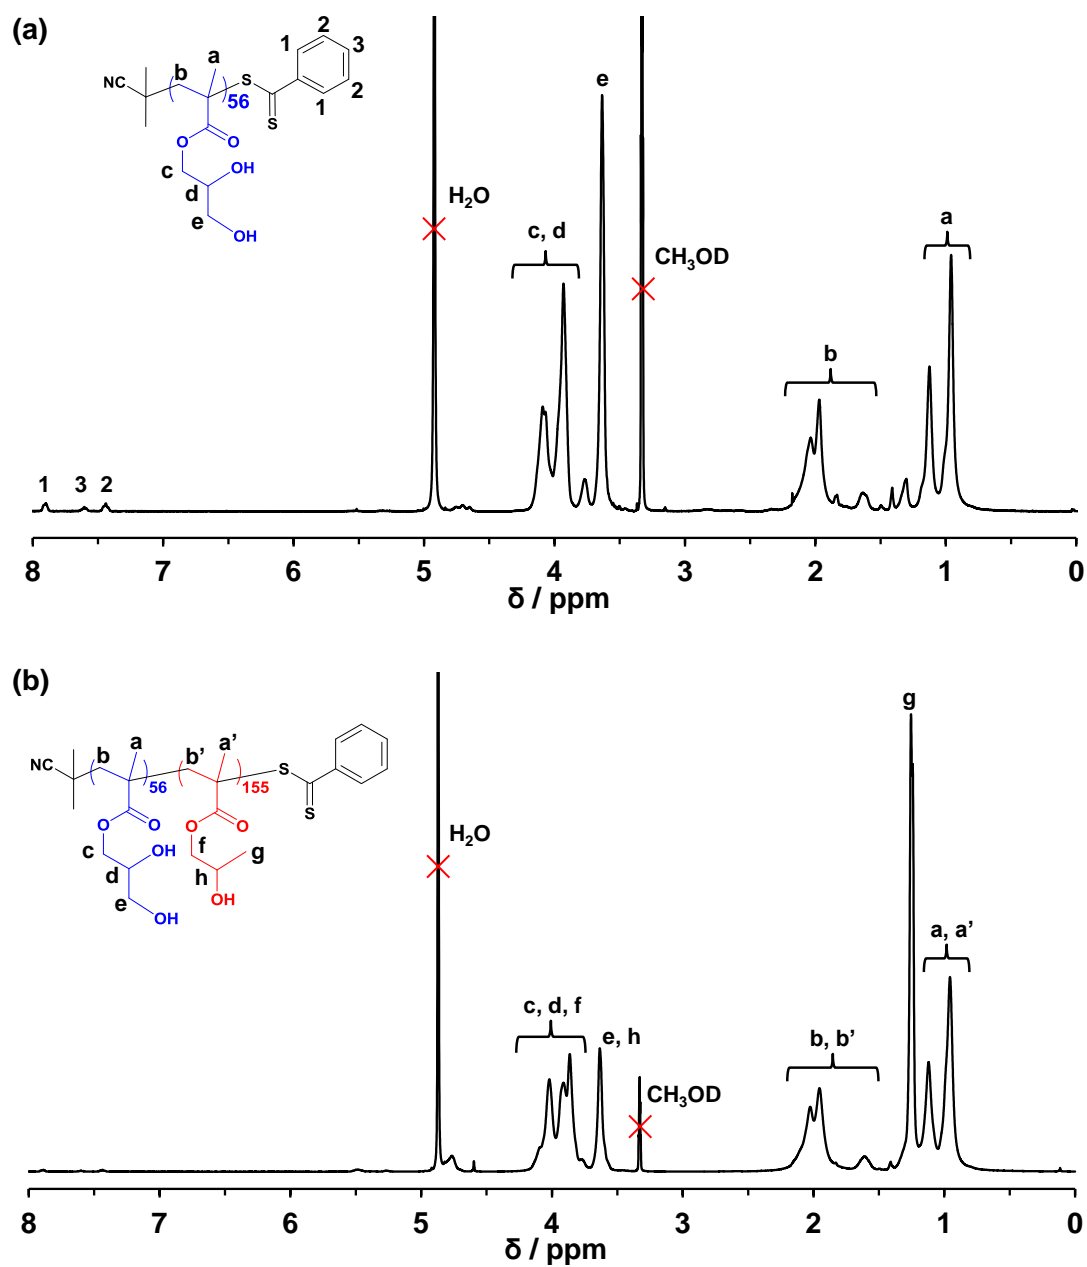 (a)
2
1
3
a
b
S
NC
56
2
1
S
O
O
c
OH
d
e
OH
e
H₂O
c, d
CH₃OD
a
b
1
3
2
8
7
6
5
4
3
2
1
0
δ / ppm
(b)
g
b
a
b’
a’
NC
S
56
155
S
O
O
O
O
c
f
OH
g
d
h
e
OH
OH
H₂O
a, a’
c, d, f
e, h
b, b’
CH₃OD
8
7
6
5
4
3
2
1
0
δ / ppm